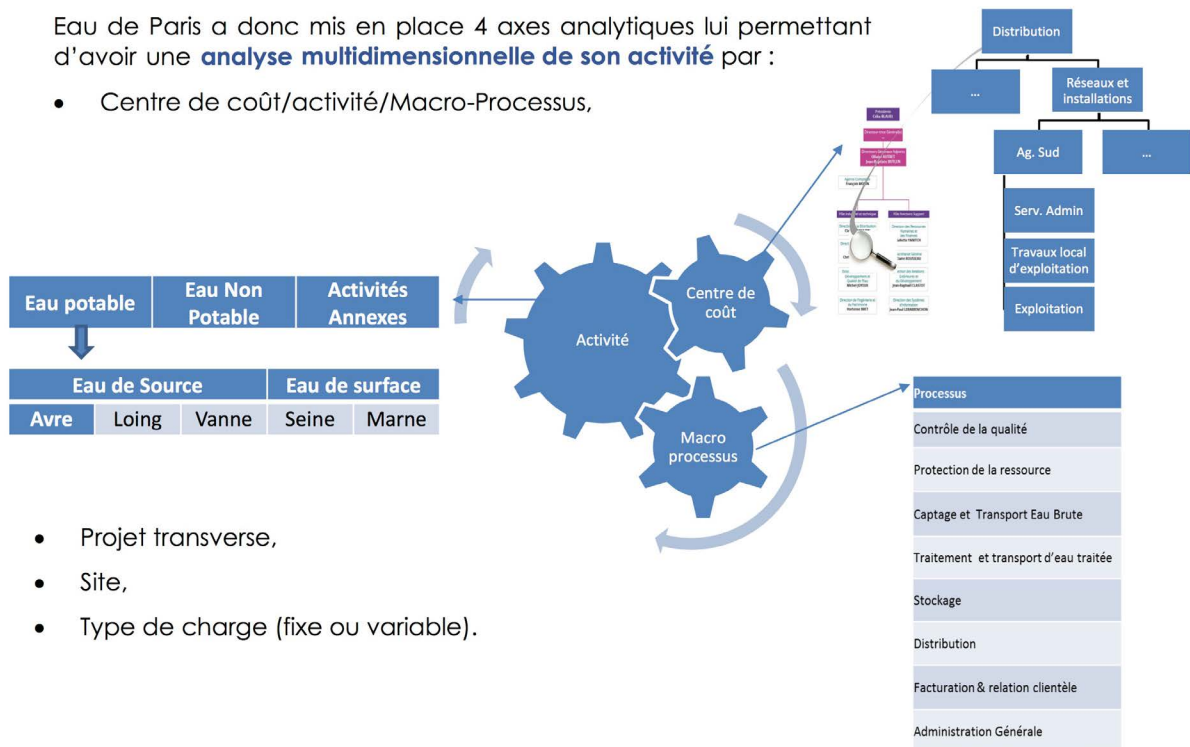 Eau de Paris a donc mis en place 4 axes analytiques lui permettant
d’avoir une analyse multidimensionnelle de son activité par :
• Centre de coût/activité/Macro-Processus,
Distribution
...
Réseaux et
installations
Ag. Sud
...
Serv. Admin
Travaux local
d’exploitation
Exploitation
Centre de
coût
Activité
Macro
processus
Eau potable
Eau Non
Potable
Activités
Annexes
Eau de Source
Eau de surface
Avre
Loing
Vanne
Seine
Marne
Processus
Contrôle de la qualité
Protection de la ressource
Captage et Transport Eau Brute
Traitement et transport d’eau traitée
Stockage
Distribution
Facturation & relation clientèle
Administration Générale
• Projet transverse,
• Site,
• Type de charge (fixe ou variable).